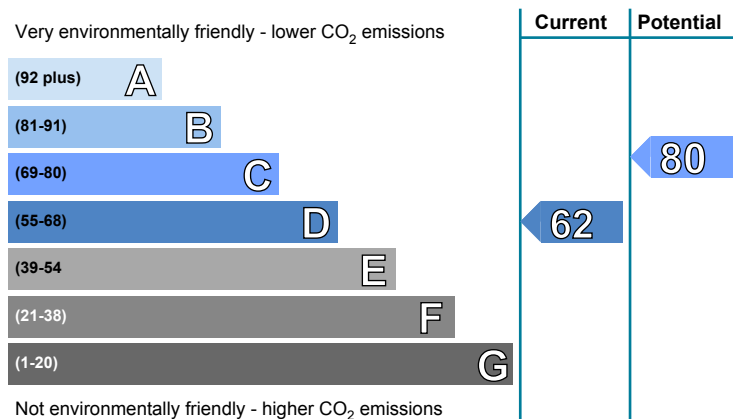 Current Potential
Very environmentally friendly - lower CO2 emissions
(92 plus) A
(81-91) B
(69-80) C
80
(55-68) D
62
(39-54 E
(21-38) F
(1-20) G
Not environmentally friendly - higher CO2 emissions